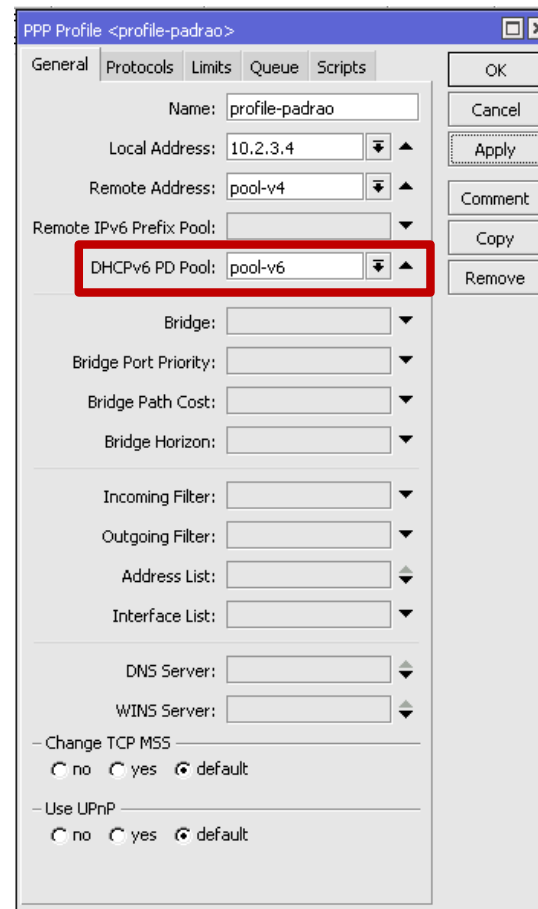 PPP Profile <profile-padrao>
General Protocols Limits Queue Scripts
Name: profile-padrao
Local Address: 10.2.3.4
Remote Address: pool-v4
Remote IPv6 Prefix Pool:
DHCPv6 PD Pool: pool-v6
Bridge:
Bridge Port Priority:
Bridge Path Cost:
Bridge Horizon:
Incoming Filter:
Outgoing Filter:
Address List:
Interface List:
DNS Server:
WINS Server:
Change TCP MSS
no yes default
Use UPnP
no yes default
OK
Cancel
Apply
Comment
Copy
Remove